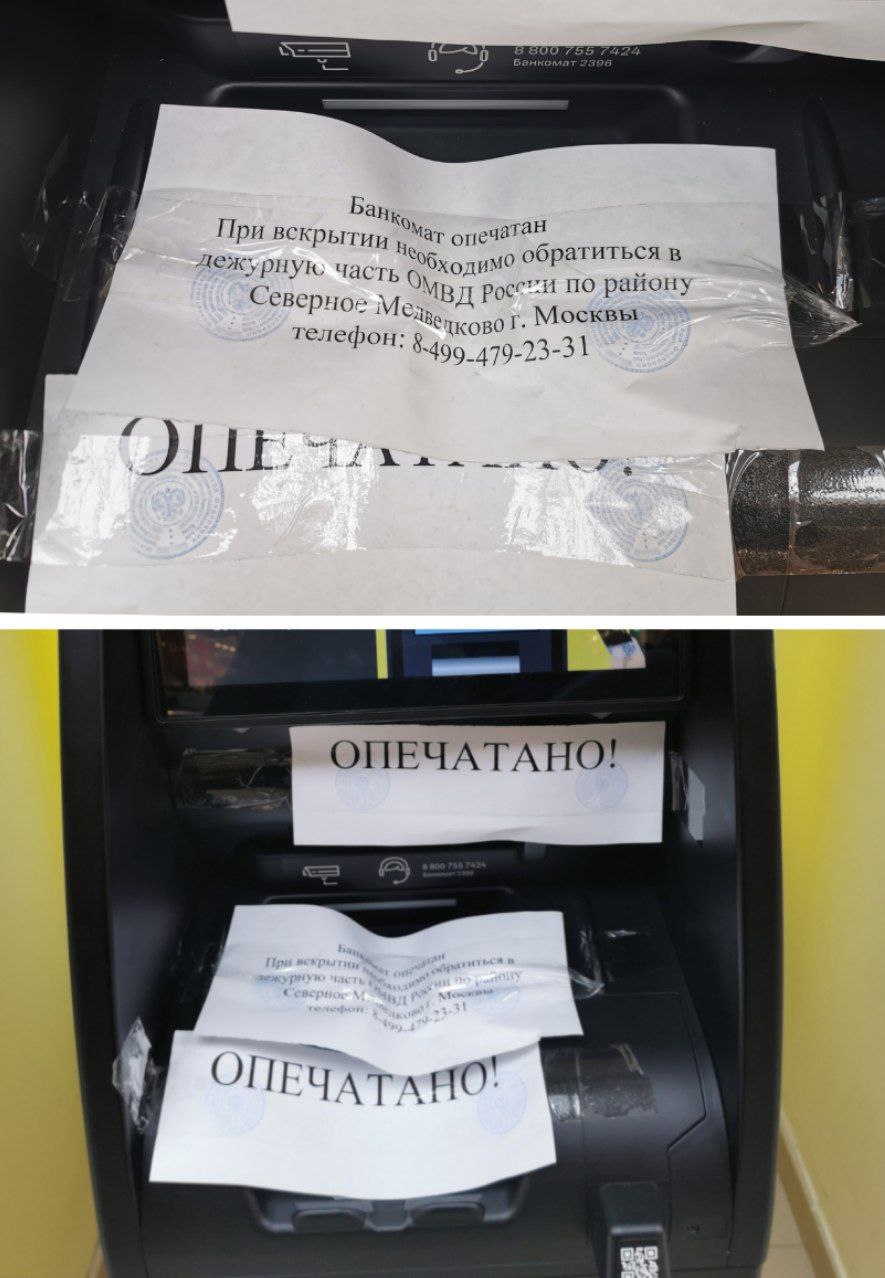 8 800 755 7424
Банкомат 2396
Банкомат опечатан
При вскрытии необходимо обратиться в
дежурную часть ОМВД России по району
Северное Медведково г. Москвы
телефон: 8-499-479-23-31
ОПЕЧАТАНО!
ОПЕЧАТАНО!
8 800 755 7424
Банкомат 2396
Банкомат опечатан
При вскрытии необходимо обратиться в
дежурную часть ОМВД России по району
Северное Медведково г. Москвы
телефон: 8-499-479-23-31
ОПЕЧАТАНО!